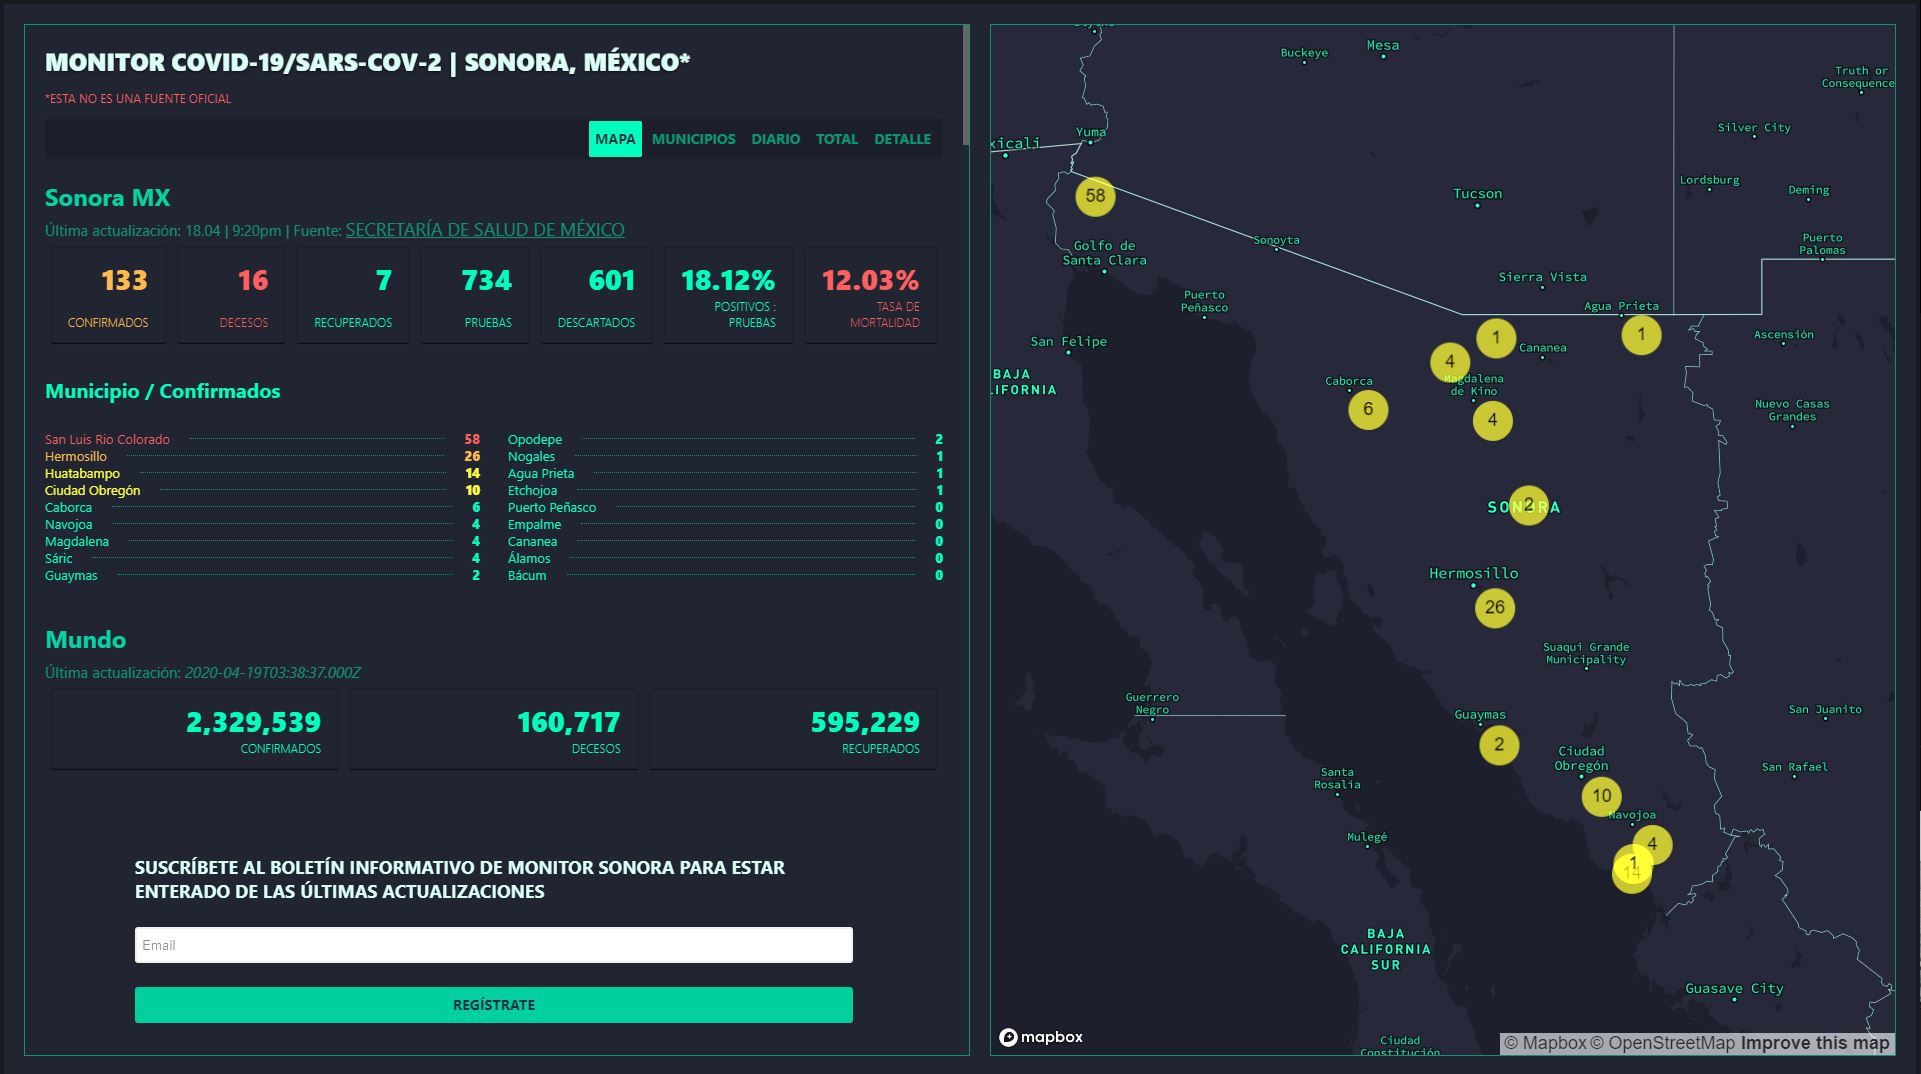 MONITOR COVID-19/SARS-COV-2 | SONORA, MÉXICO*
*ESTA NO ES UNA FUENTE OFICIAL
MAPA MUNICIPIOS DIARIO TOTAL DETALLE
Sonora MX
Última actualización: 18.04 | 9:20pm | Fuente: SECRETARÍA DE SALUD DE MÉXICO
133
CONFIRMADOS
16
DECESOS
7
RECUPERADOS
734
PRUEBAS
601
DESCARTADOS
18.12%
POSITIVOS :
PRUEBAS
12.03%
TASA DE
MORTALIDAD
Municipio / Confirmados
San Luis Rio Colorado 58
Hermosillo 26
Huatabampo 14
Ciudad Obregón 10
Caborca 6
Navojoa 4
Magdalena 4
Sáric 4
Guaymas 2
Opodepe 2
Nogales 1
Agua Prieta 1
Etchojoa 1
Puerto Peñasco 0
Empalme 0
Cananea 0
Álamos 0
Bácum 0
Mundo
Última actualización: 2020-04-19T03:38:37.000Z
2,329,539
CONFIRMADOS
160,717
DECESOS
595,229
RECUPERADOS
SUSCRÍBETE AL BOLETÍN INFORMATIVO DE MONITOR SONORA PARA ESTAR
ENTERADO DE LAS ÚLTIMAS ACTUALIZACIONES
Email
REGÍSTRATE
Buckeye
Mesa
Truth or
Consequence
Silver City
Yuma
xicali
58
Lordsburg
Deming
Tucson
Golfo de
Santa Clara
Sonoyta
Puerto
Palomas
Sierra Vista
Puerto
Peñasco
Agua Prieta
1
1
Cananea
Ascensión
San Felipe
4
BAJA
LIFORNIA
Caborca
6
Magdalena
de Kino
4
Nuevo Casas
Grandes
SONORA
2
Hermosillo
26
Suaqui Grande
Municipality
Guerrero
Negro
Guaymas
2
San Juanito
Ciudad
Obregón
10
San Rafael
Santa
Rosalía
Navojoa
Mulegé
4
1
14
BAJA
CALIFORNIA
SUR
Guasave City
Ciudad
Constitución
mapbox
© Mapbox © OpenStreetMap Improve this map